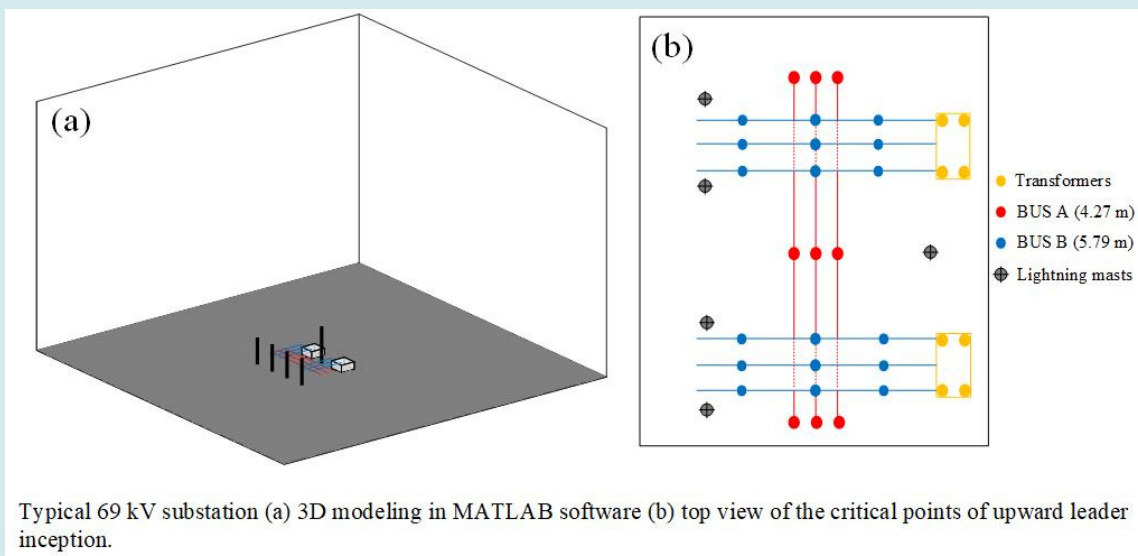 (a)
(b)
Transformers
BUS A (4.27 m)
BUS B (5.79 m)
Lightning masts
Typical 69 kV substation (a) 3D modeling in MATLAB software (b) top view of the critical points of upward leader
inception.